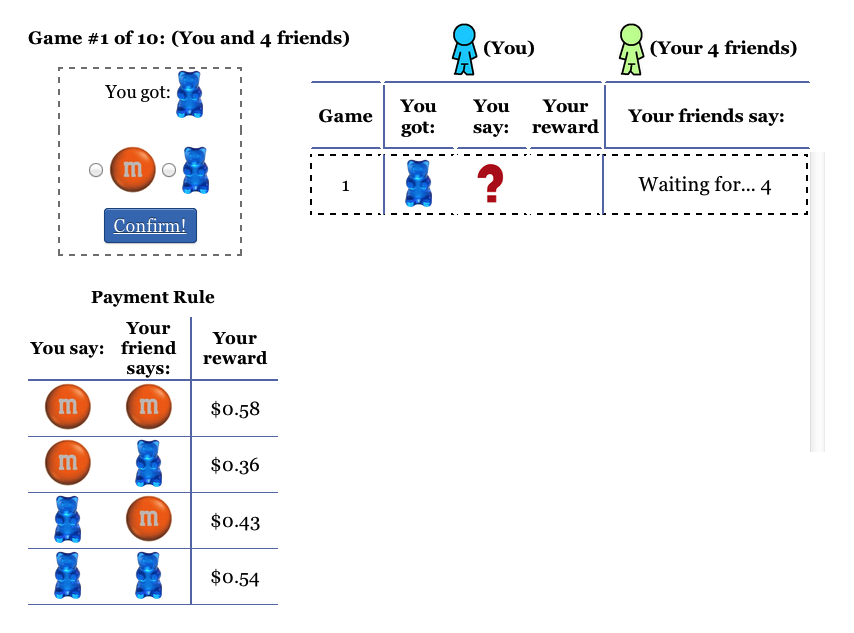 Game #1 of 10: (You and 4 friends)
(You)
(Your 4 friends)
You got:
m
Confirm!
Game
You got:
You say:
Your reward
Your friends say:
1
?
Waiting for... 4
Payment Rule
You say:
Your friend says:
Your reward
m m $0.58
m $0.36
m $0.43
$0.54